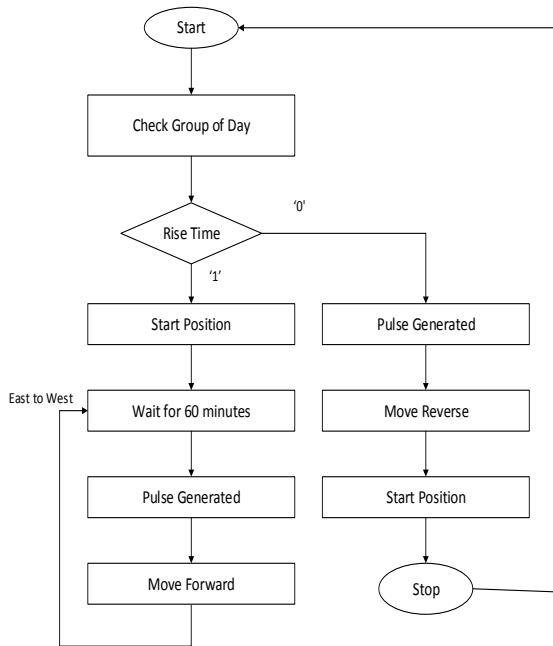 Start
Check Group of Day
Rise Time
‘0'
‘1’
Start Position
Pulse Generated
East to West
Wait for 60 minutes
Move Reverse
Pulse Generated
Start Position
Move Forward
Stop